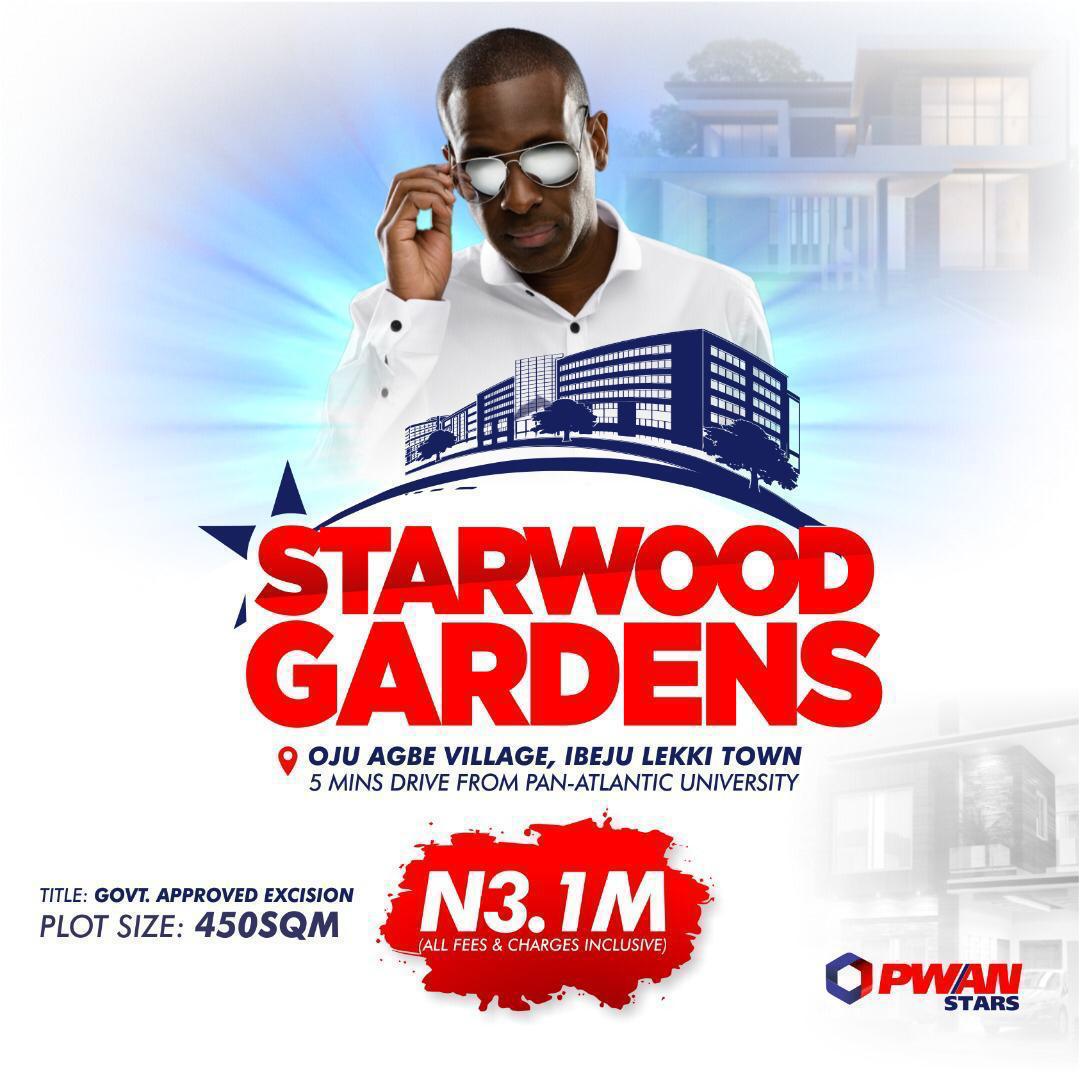 STARWOOD
GARDENS
OJU AGBE VILLAGE, IBEJU LEKKI TOWN
5 MINS DRIVE FROM PAN-ATLANTIC UNIVERSITY
TITLE: GOVT. APPROVED EXCISION
PLOT SIZE: 450SQM
N3.1M
(ALL FEES & CHARGES INCLUSIVE)
PWAN
STARS